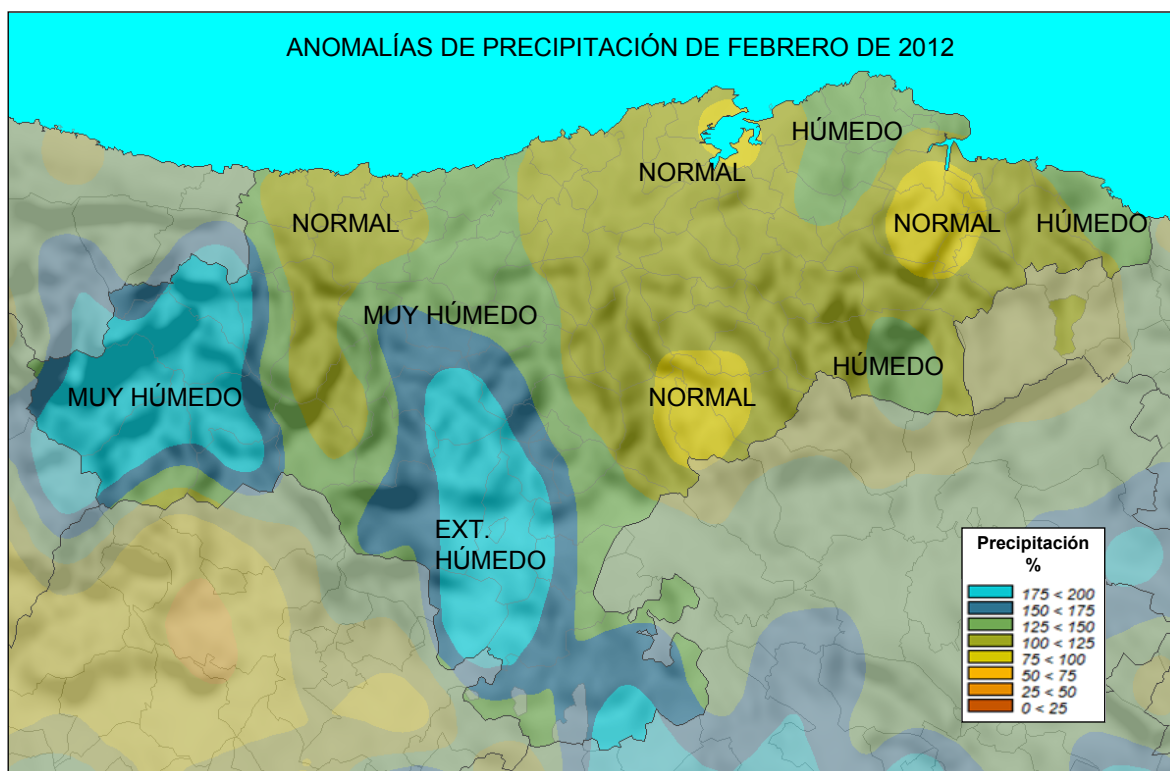 ANOMALÍAS DE PRECIPITACIÓN DE FEBRERO DE 2012
HÚMEDO
NORMAL
NORMAL
NORMAL
HÚMEDO
MUY HÚMEDO
HÚMEDO
MUY HÚMEDO
NORMAL
EXT.
HÚMEDO
Precipitación
%
175 < 200
150 < 175
125 < 150
100 < 125
75 < 100
50 < 75
25 < 50
0 < 25